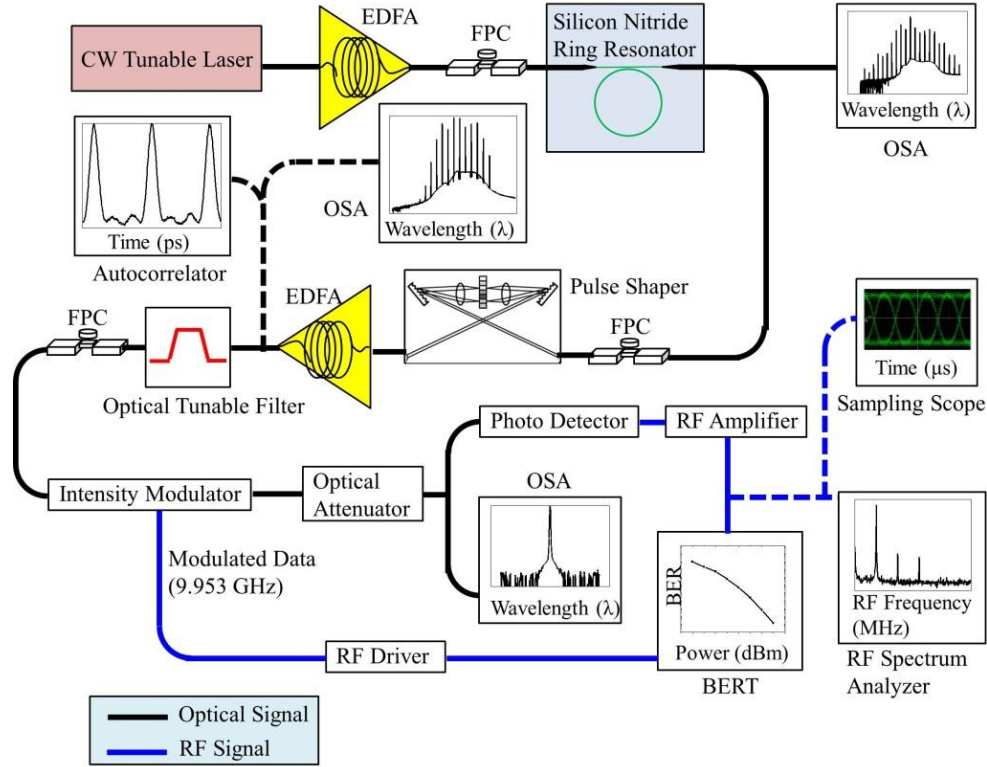 EDFA
FPC
Silicon Nitride
Ring Resonator
CW Tunable Laser
Wavelength (λ)
OSA
Time (ps)
Autocorrelator
OSA
Wavelength (λ)
EDFA
Pulse Shaper
FPC
FPC
Optical Tunable Filter
Time (μs)
Sampling Scope
Photo Detector
RF Amplifier
Intensity Modulator
Optical
Attenuator
OSA
Wavelength (λ)
Modulated Data
(9.953 GHz)
BER
Power (dBm)
BERT
RF Frequency
(MHz)
RF Spectrum
Analyzer
RF Driver
Optical Signal
RF Signal